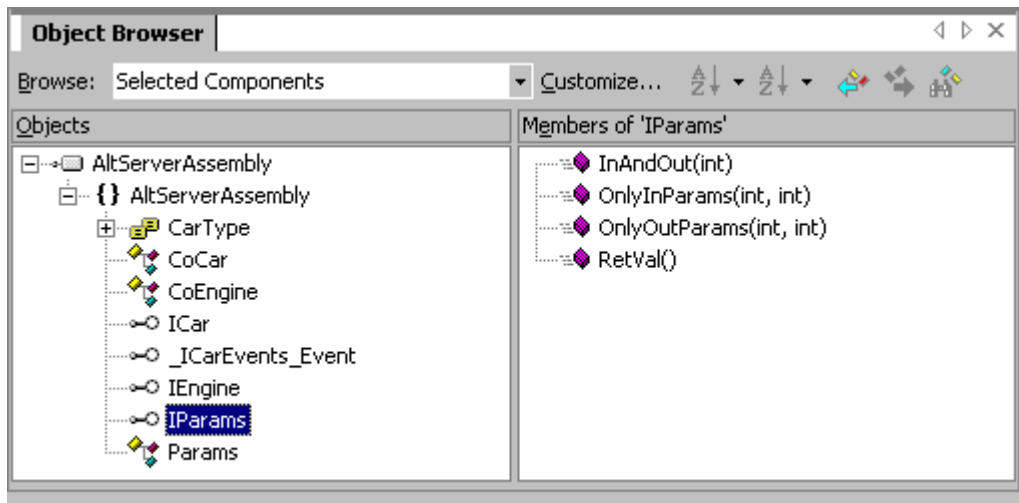 Object Browser
Browse: Selected Components Customize...
Objects Members of 'IParams'
AltServerAssembly InAndOut(int)
{} AltServerAssembly OnlyInParams(int, int)
CarType OnlyOutParams(int, int)
CoCar RetVal()
CoEngine
ICar
_ICarEvents_Event
IEngine
IParams
Params